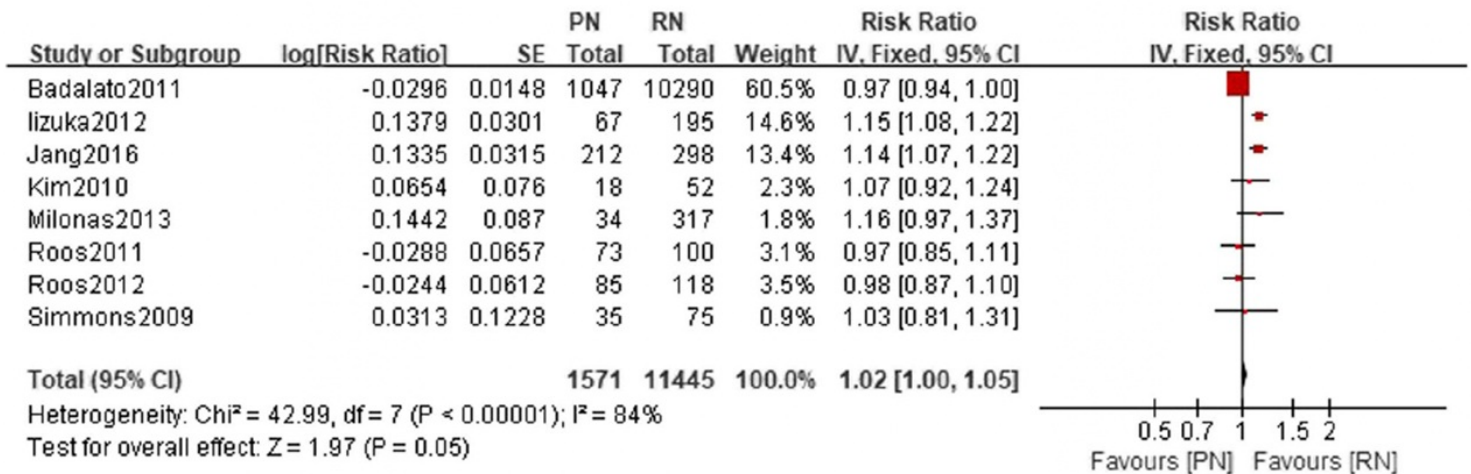 PN RN Risk Ratio Risk Ratio
Study or Subgroup log[Risk Ratio] SE Total Total Weight IV, Fixed, 95% CI IV, Fixed, 95% CI
Badalato2011 -0.0296 0.0148 1047 10290 60.5% 0.97 [0.94, 1.00]
Iizuka2012 0.1379 0.0301 67 195 14.6% 1.15 [1.08, 1.22]
Jang2016 0.1335 0.0315 212 298 13.4% 1.14 [1.07, 1.22]
Kim2010 0.0654 0.076 18 52 2.3% 1.07 [0.92, 1.24]
Milonas2013 0.1442 0.087 34 317 1.8% 1.16 [0.97, 1.37]
Roos2011 -0.0288 0.0657 73 100 3.1% 0.97 [0.85, 1.11]
Roos2012 -0.0244 0.0612 85 118 3.5% 0.98 [0.87, 1.10]
Simmons2009 0.0313 0.1228 35 75 0.9% 1.03 [0.81, 1.31]
Total (95% CI) 1571 11445 100.0% 1.02 [1.00, 1.05]
Heterogeneity: Chi² = 42.99, df = 7 (P < 0.00001); I² = 84%
Test for overall effect: Z = 1.97 (P = 0.05)
0.5 0.7 1 1.5 2
Favours [PN] Favours [RN]